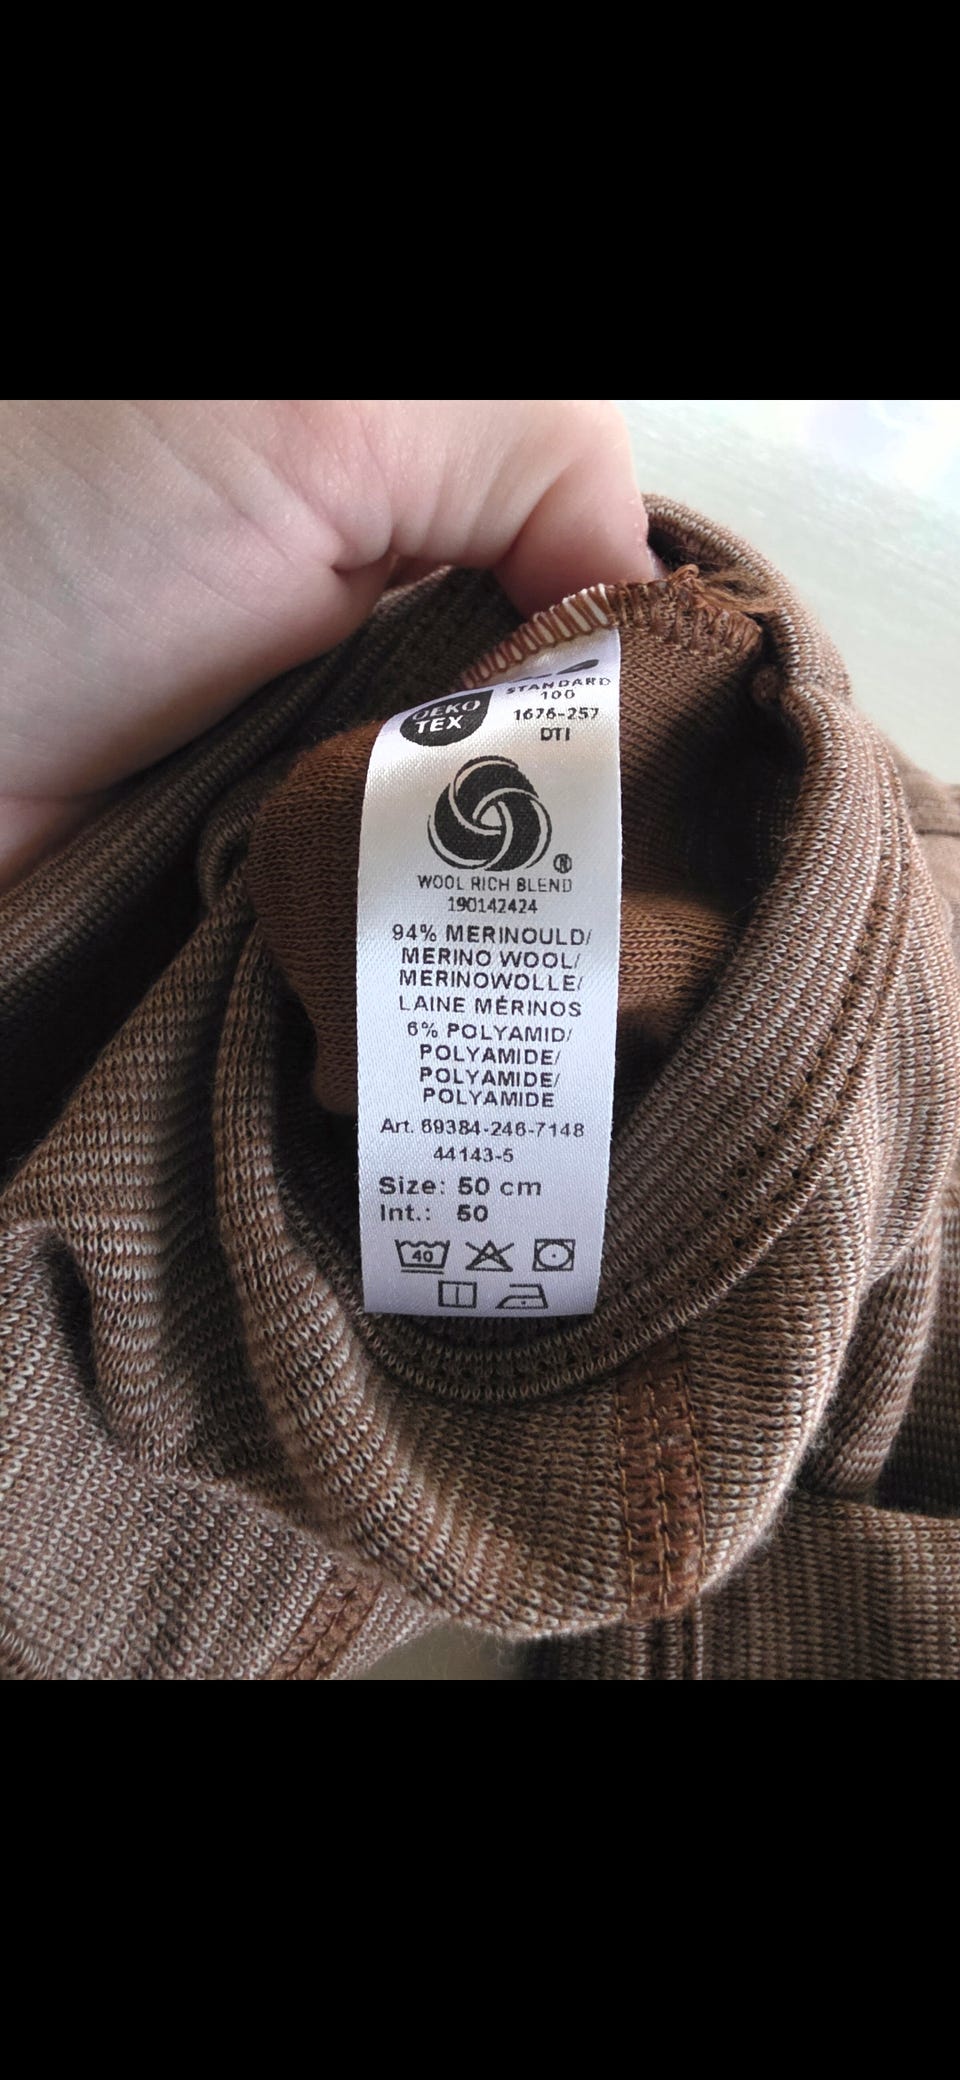 OEKO
TEX
STANDARD
100
1676-257
DTI
WOOL RICH BLEND
190142424
94% MERINOULD/
MERINO WOOL/
MERINOWOLLE/
LAINE MÉRINOS
6% POLYAMID/
POLYAMIDE/
POLYAMIDE/
POLYAMIDE
Art. 69384-246-7148
44143-5
Size: 50 cm
Int.: 50
40